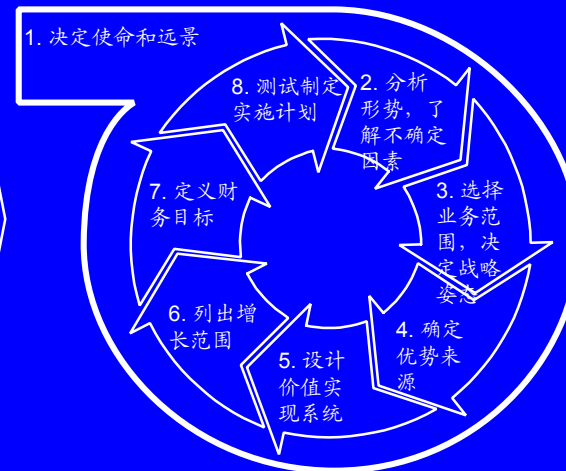 1. 决定使命和远景
2. 分析
形势，了
解不确定
因素
3. 选择
业务范
围，决
定战略
姿态
4. 确定
优势来
源
5. 设计
价值实
现系统
6. 列出增
长范围
7. 定义财
务目标
8. 测试制定
实施计划